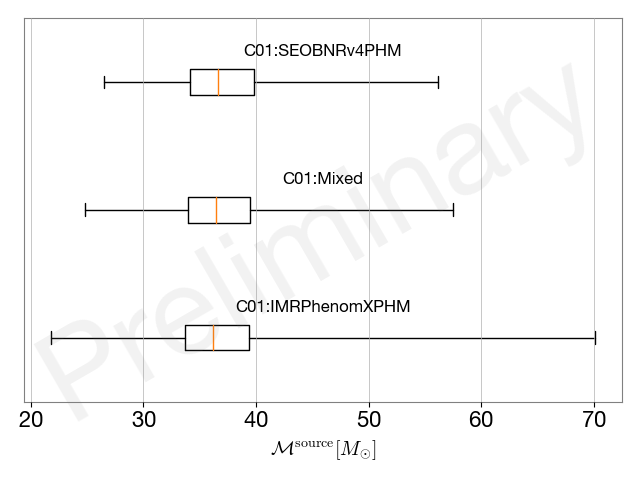 C01:SEOBNRv4PHM
C01:Mixed
C01:IMRPhenomXPHM
Preliminary
20 30 40 50 60 70
ℳ^source [M_⊙]